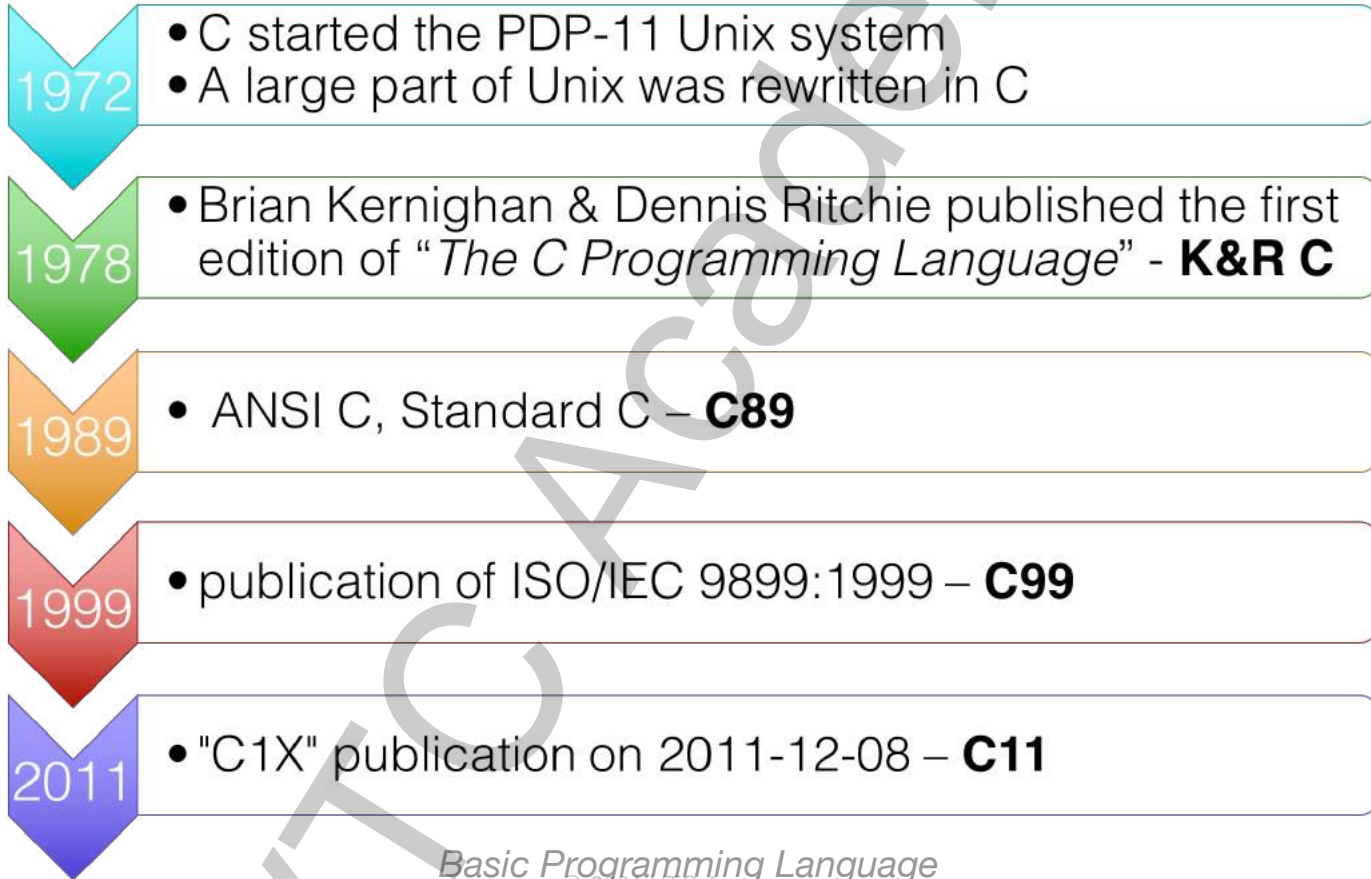 1972
• C started the PDP-11 Unix system
• A large part of Unix was rewritten in C
1978
• Brian Kernighan & Dennis Ritchie published the first
edition of “The C Programming Language” - K&R C
1989
• ANSI C, Standard C – C89
1999
• publication of ISO/IEC 9899:1999 – C99
2011
• "C1X" publication on 2011-12-08 – C11
Basic Programming Language
TC Acade